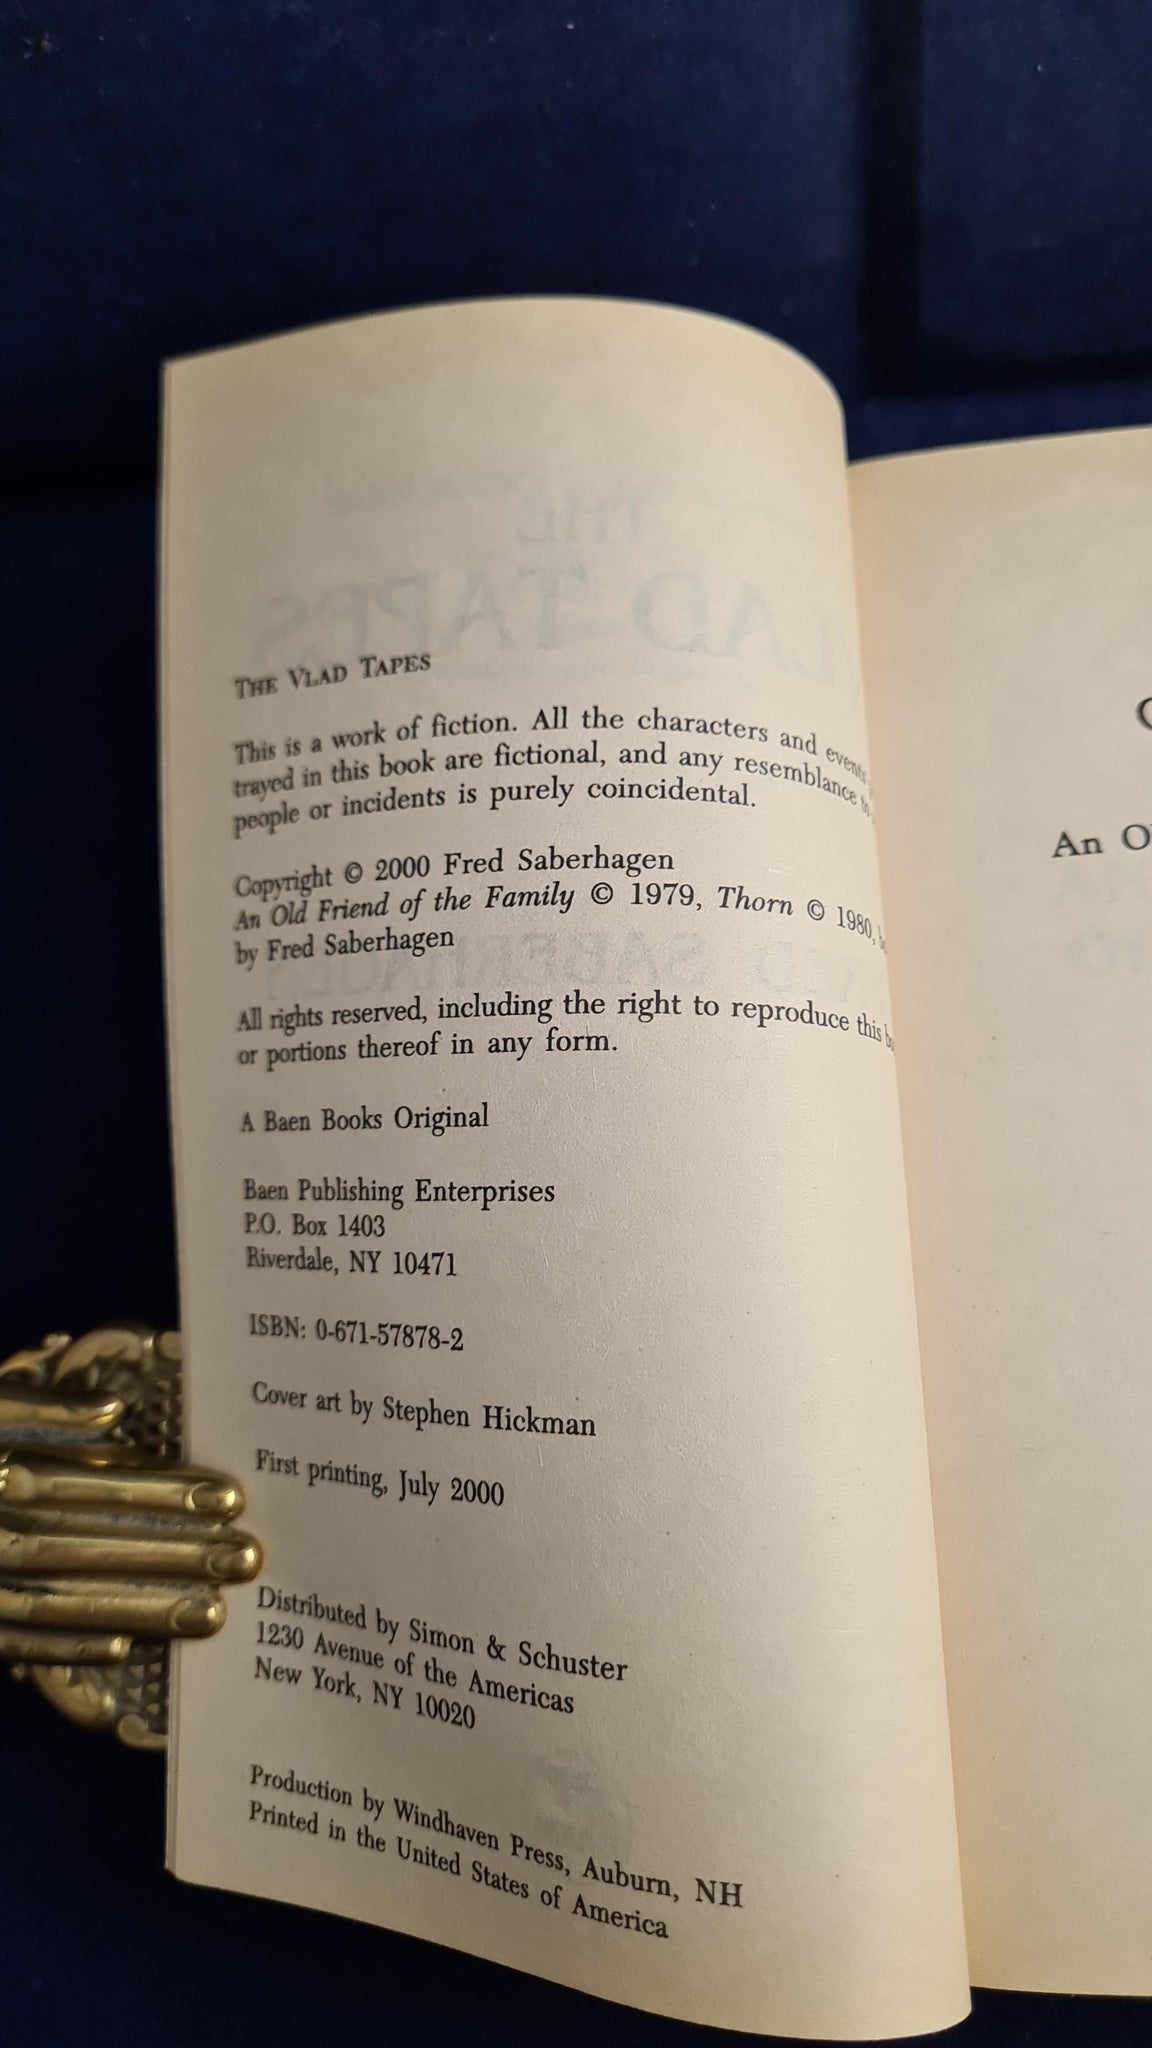 THE VLAD TAPES
This is a work of fiction. All the characters and events
trayed in this book are fictional, and any resemblance to
people or incidents is purely coincidental.
Copyright © 2000 Fred Saberhagen
An Old Friend of the Family © 1979, Thorn © 1980,
by Fred Saberhagen
All rights reserved, including the right to reproduce this
or portions thereof in any form.
A Baen Books Original
Baen Publishing Enterprises
P.O. Box 1403
Riverdale, NY 10471
ISBN: 0-671-57878-2
Cover art by Stephen Hickman
First printing, July 2000
Distributed by Simon & Schuster
1230 Avenue of the Americas
New York, NY 10020
Production by Windhaven Press, Auburn, NH
Printed in the United States of America
An